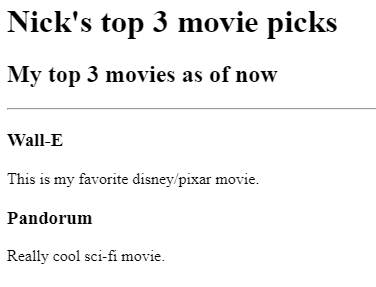 Nick's top 3 movie picks
My top 3 movies as of now
Wall-E
This is my favorite disney/pixar movie.
Pandorum
Really cool sci-fi movie.